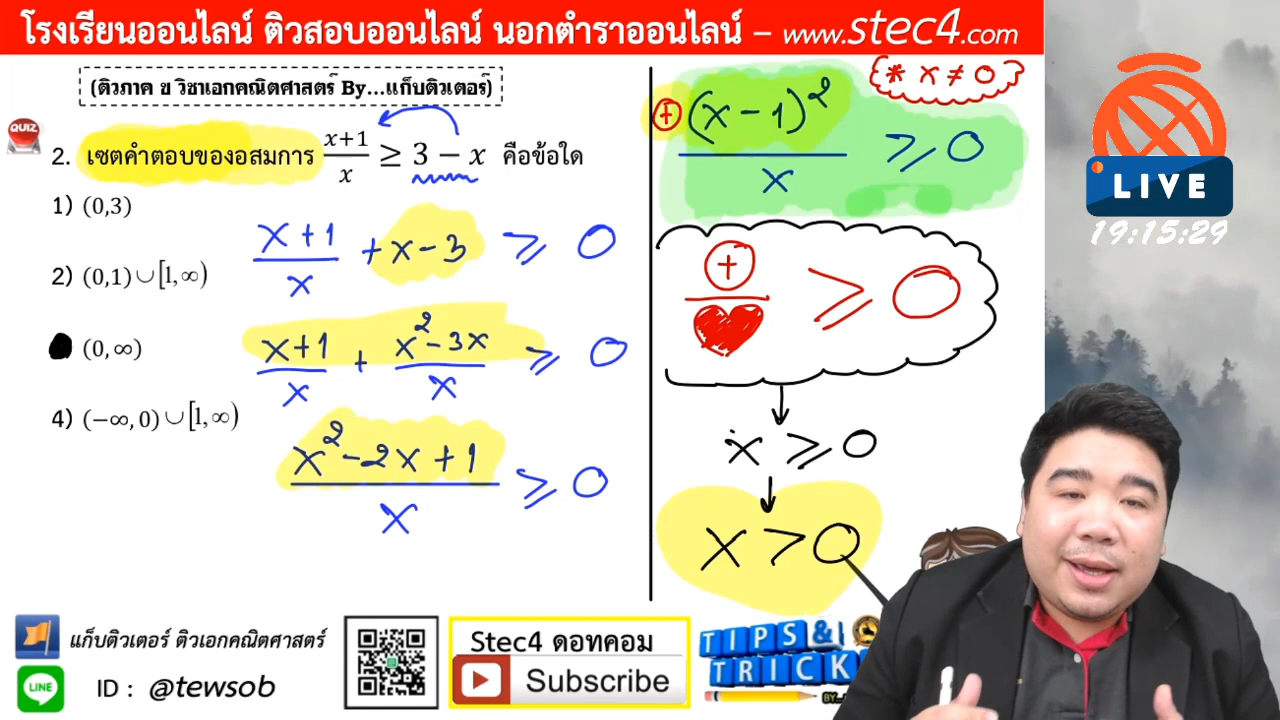 โรงเรียนออนไลน์ ติวสอบออนไลน์ นอกตำราออนไลน์ – www.stec4.com
(ติวภาค ข วิชาเอกคณิตศาสตร์ By...แก็บติวเตอร์)
QUIZ
2. เซตคำตอบของอสมการ (x+1)/x ≥ 3 − x คือข้อใด
1) (0,3)
2) (0,1) ∪ [1, ∞)
(0, ∞)
4) (−∞, 0) ∪ [1, ∞)
(x+1)/x + x − 3 ≥ 0
(x+1)/x + (x² − 3x)/x ≥ 0
(x² − 2x + 1)/x ≥ 0
* x ≠ 0
⊕ (x − 1)²/x ≥ 0
⊕/♥ ≥ 0
x ≥ 0
x > 0
LIVE
19:15:29
แก็บติวเตอร์ ติวเอกคณิตศาสตร์
LINE
ID : @tewsob
Stec4 ดอทคอม
Subscribe
TIPS &
TRICK
BY..